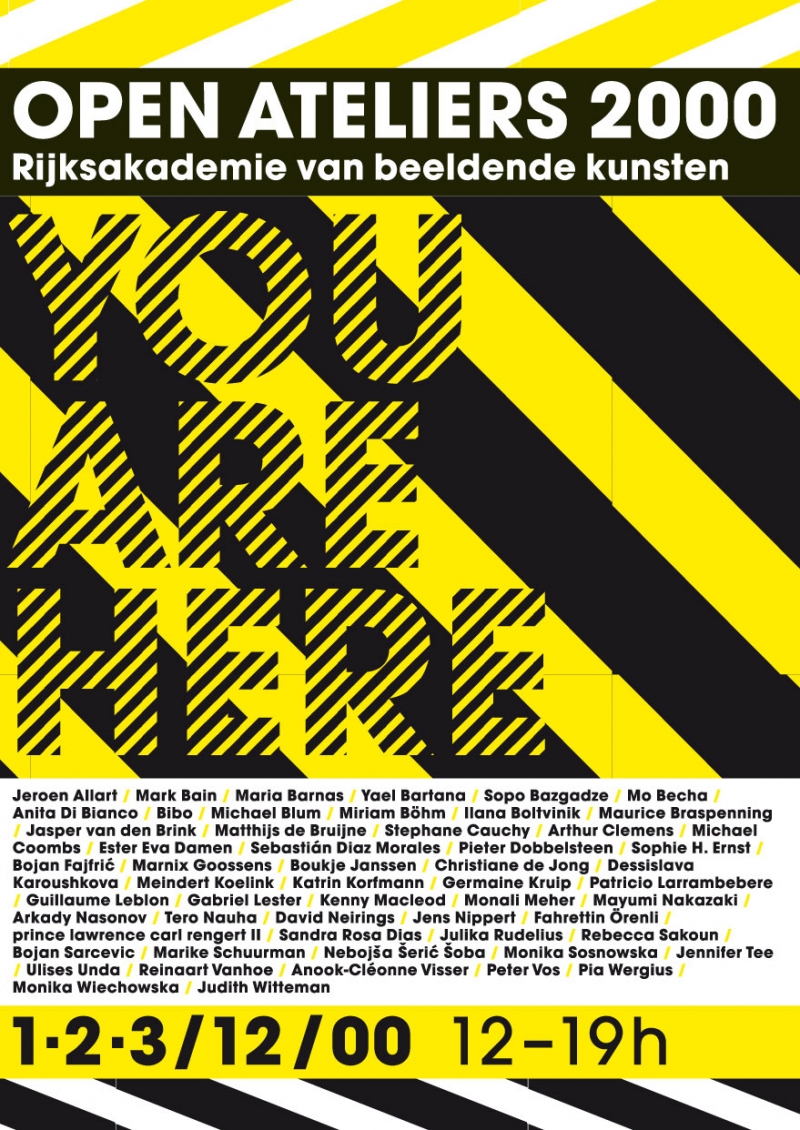 OPEN ATELIERS 2000
Rijksakademie van beeldende kunsten
YOU
ARE
HERE
Jeroen Allart / Mark Bain / Maria Barnas / Yael Bartana / Sopo Bazgadze / Mo Becha /
Anita Di Bianco / Bibo / Michael Blum / Miriam Böhm / Ilana Boltvinik / Maurice Braspenning
/ Jasper van den Brink / Matthijs de Bruijne / Stephane Cauchy / Arthur Clemens / Michael
Coombs / Ester Eva Damen / Sebastián Diaz Morales / Pieter Dobbelsteen / Sophie H. Ernst /
Bojan Fajfrić / Marnix Goossens / Boukje Janssen / Christiane de Jong / Dessislava
Karoushkova / Meindert Koelink / Katrin Korfmann / Germaine Kruip / Patricio Larrambebere
/ Guillaume Leblon / Gabriel Lester / Kenny Macleod / Monali Meher / Mayumi Nakazaki /
Arkady Nasonov / Tero Nauha / David Neirings / Jens Nippert / Fahrettin Örenli /
prince lawrence carl rengert II / Sandra Rosa Dias / Julika Rudelius / Rebecca Sakoun /
Bojan Sarcevic / Marike Schuurman / Nebojša Šerić Šoba / Monika Sosnowska / Jennifer Tee
/ Ulises Unda / Reinaart Vanhoe / Anook-Cléonne Visser / Peter Vos / Pia Wergius /
Monika Wiechowska / Judith Witteman
1·2·3/12/00 12–19h